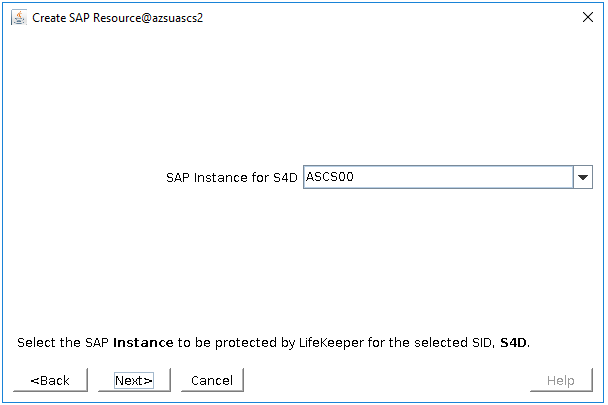 Create SAP Resource@azsuascs2
SAP Instance for S4D ASCS00
Select the SAP Instance to be protected by LifeKeeper for the selected SID, S4D.
<Back Next> Cancel Help